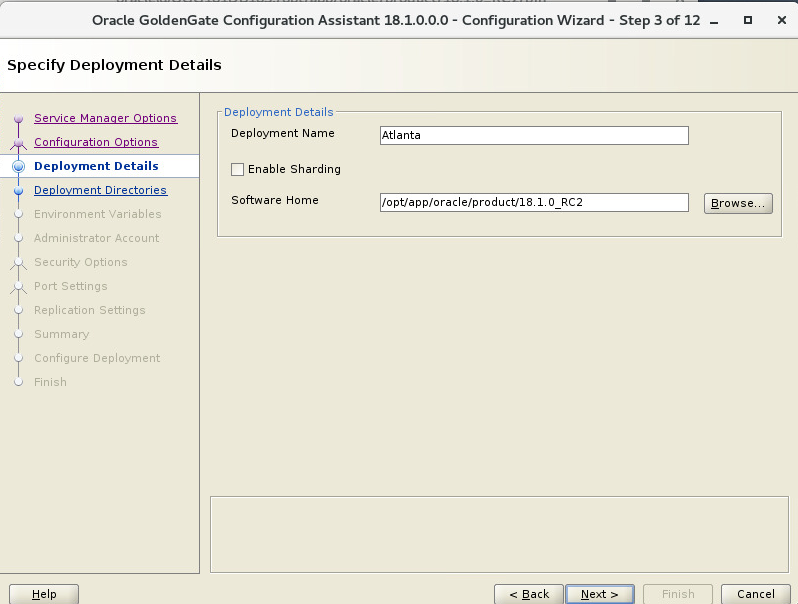 Oracle GoldenGate Configuration Assistant 18.1.0.0.0 - Configuration Wizard - Step 3 of 12
Specify Deployment Details
Service Manager Options
Configuration Options
Deployment Details
Deployment Directories
Environment Variables
Administrator Account
Security Options
Port Settings
Replication Settings
Summary
Configure Deployment
Finish
Deployment Details
Deployment Name Atlanta
Enable Sharding
Software Home /opt/app/oracle/product/18.1.0_RC2 Browse...
Help < Back Next > Finish Cancel